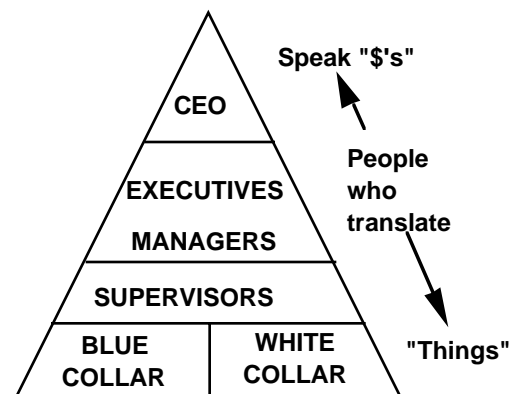 Speak "$'s"
CEO
People
who
translate
EXECUTIVES
MANAGERS
SUPERVISORS
BLUE
COLLAR
WHITE
COLLAR
"Things"